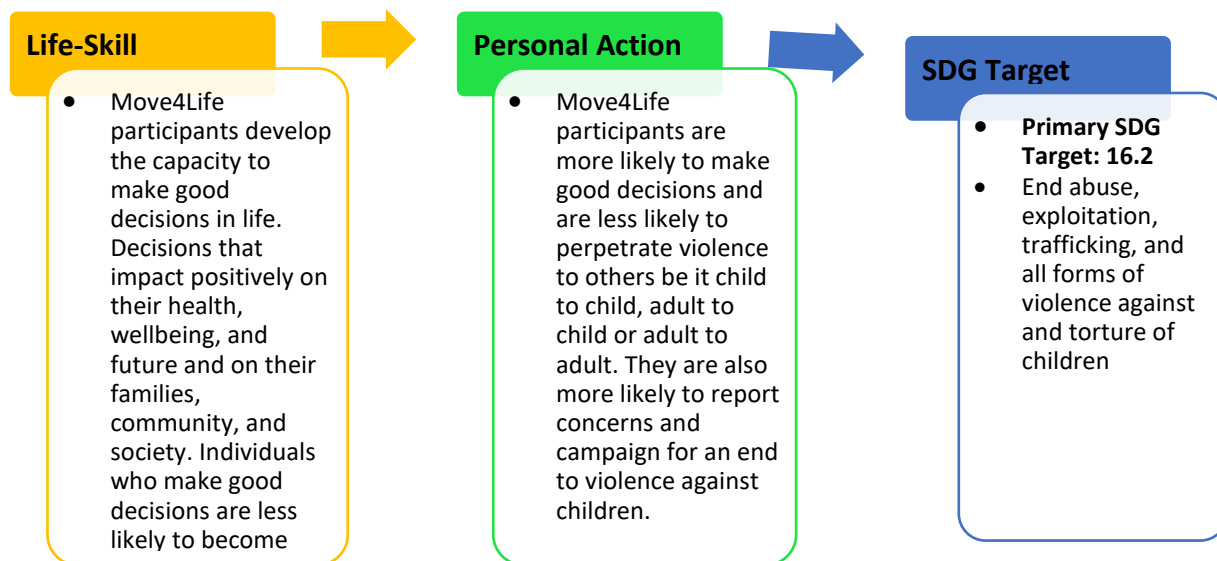 Life-Skill
• Move4Life
participants develop
the capacity to
make good
decisions in life.
Decisions that
impact positively on
their health,
wellbeing, and
future and on their
families,
community, and
society. Individuals
who make good
decisions are less
likely to become
Personal Action
• Move4Life
participants are
more likely to make
good decisions and
are less likely to
perpetrate violence
to others be it child
to child, adult to
child or adult to
adult. They are also
more likely to report
concerns and
campaign for an end
to violence against
children.
SDG Target
• Primary SDG
Target: 16.2
• End abuse,
exploitation,
trafficking, and
all forms of
violence against
and torture of
children